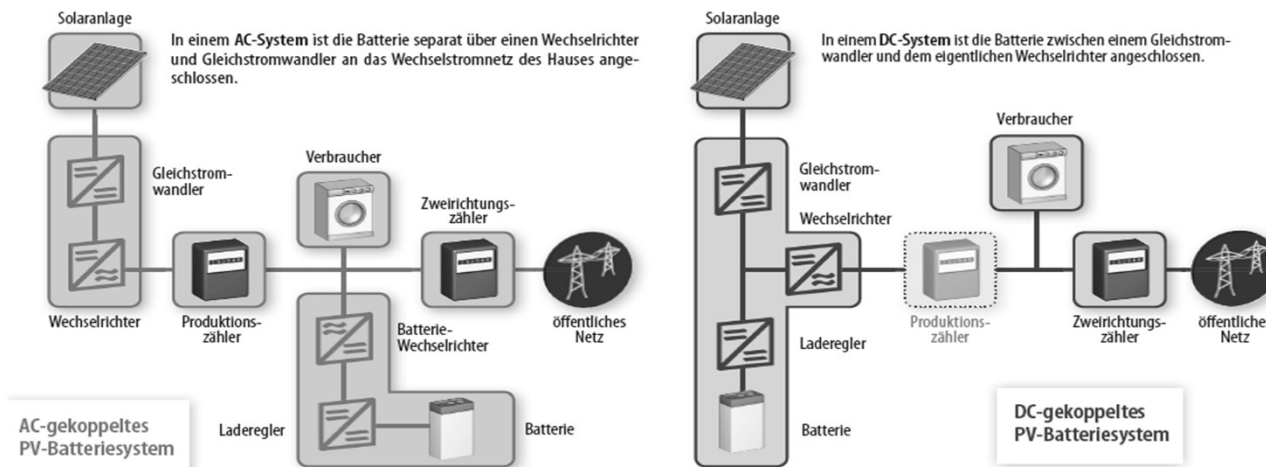 Solaranlage
In einem AC-System ist die Batterie separat über einen Wechselrichter
und Gleichstromwandler an das Wechselstromnetz des Hauses ange-
schlossen.
Gleichstrom-
wandler
Verbraucher
Zweirichtungs-
zähler
Wechselrichter
Produktions-
zähler
Batterie-
Wechselrichter
öffentliches
Netz
Laderegler
Batterie
AC-gekoppeltes
PV-Batteriesystem
Solaranlage
In einem DC-System ist die Batterie zwischen einem Gleichstrom-
wandler und dem eigentlichen Wechselrichter angeschlossen.
Verbraucher
Gleichstrom-
wandler
Wechselrichter
Produktions-
zähler
Zweirichtungs-
zähler
öffentliches
Netz
Laderegler
Batterie
DC-gekoppeltes
PV-Batteriesystem